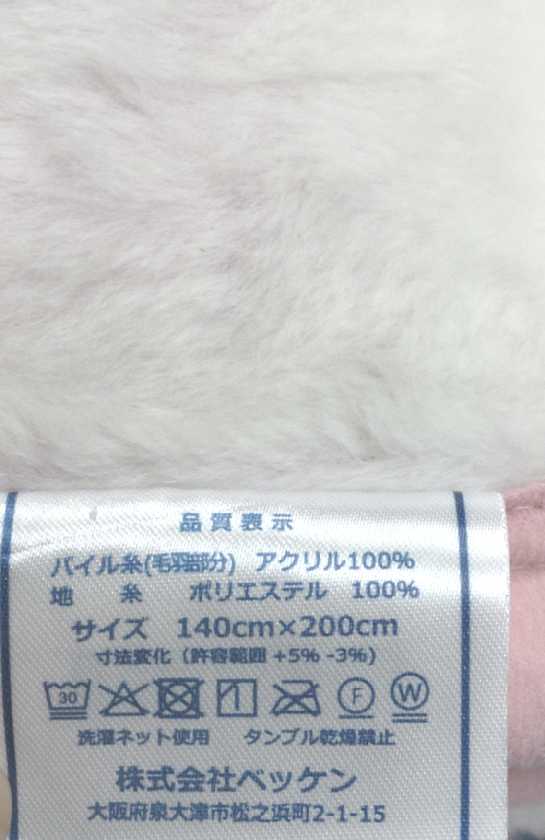 品質表示
パイル糸(毛羽部分) アクリル100%
地 糸 ポリエステル 100%
サイズ 140cm×200cm
寸法変化 (許容範囲 +5% -3%)
30 F W
洗濯ネット使用 タンブル乾燥禁止
株式会社ベッケン
大阪府泉大津市松之浜町2-1-15